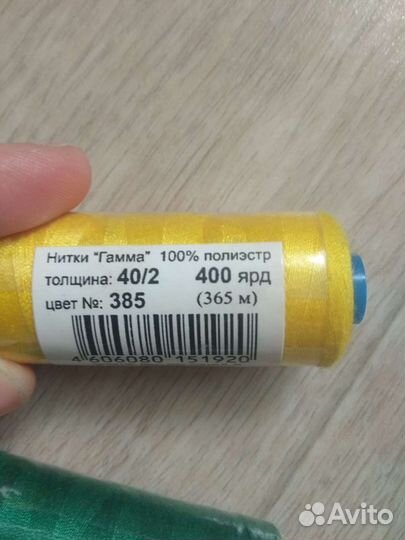 Нитки "Гамма" 100% полиэстр
толщина: 40/2 400 ярд
цвет №: 385 (365 м)
4 606080 151920
Avito